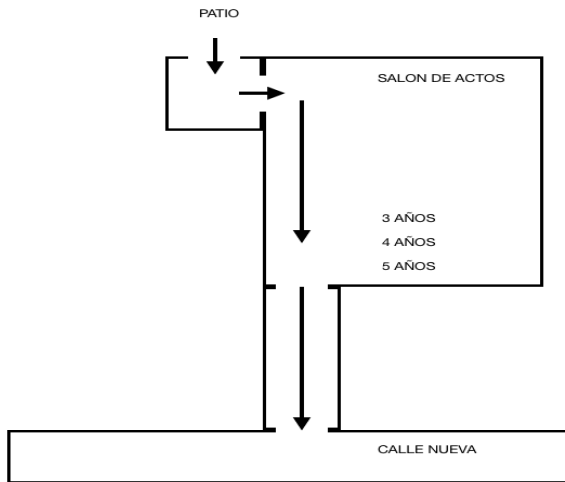 PATIO
SALON DE ACTOS
3 AÑOS
4 AÑOS
5 AÑOS
CALLE NUEVA